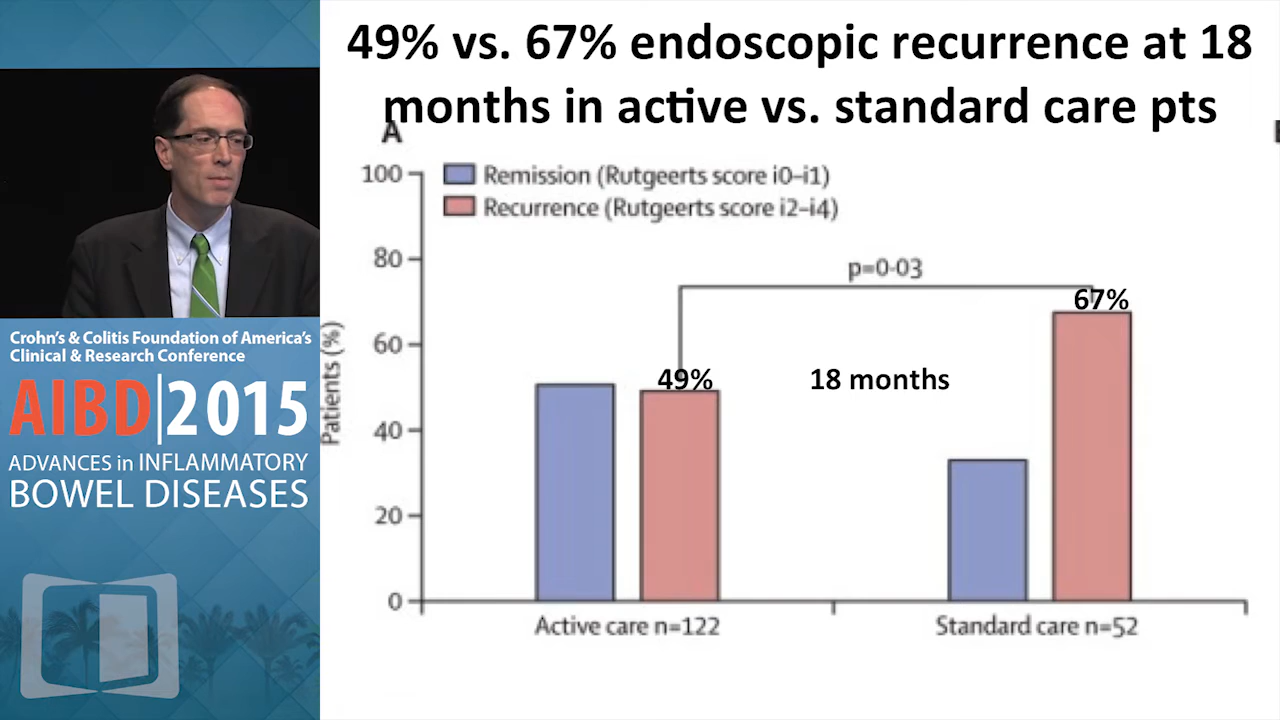 49% vs. 67% endoscopic recurrence at 18
months in active vs. standard care pts
A
100
80
60
40
20
0
Patients (%)
Remission (Rutgeerts score i0–i1)
Recurrence (Rutgeerts score i2–i4)
p=0·03
67%
49%
18 months
Active care n=122
Standard care n=52
Crohn's & Colitis Foundation of America's
Clinical & Research Conference
AIBD|2015
ADVANCES in INFLAMMATORY
BOWEL DISEASES